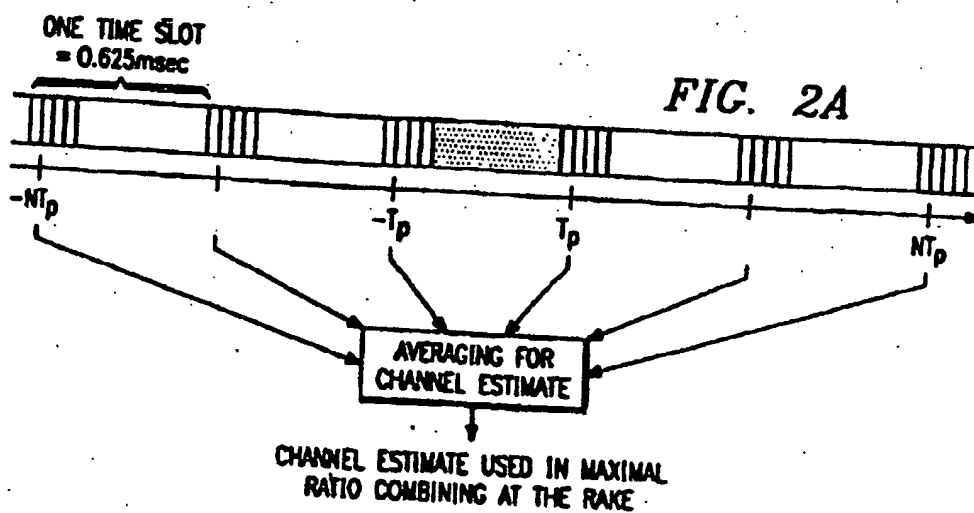 ONE TIME SLOT
= 0.625msec
FIG. 2A
-NTp
-Tp
Tp
NTp
AVERAGING FOR
CHANNEL ESTIMATE
CHANNEL ESTIMATE USED IN MAXIMAL
RATIO COMBINING AT THE RAKE